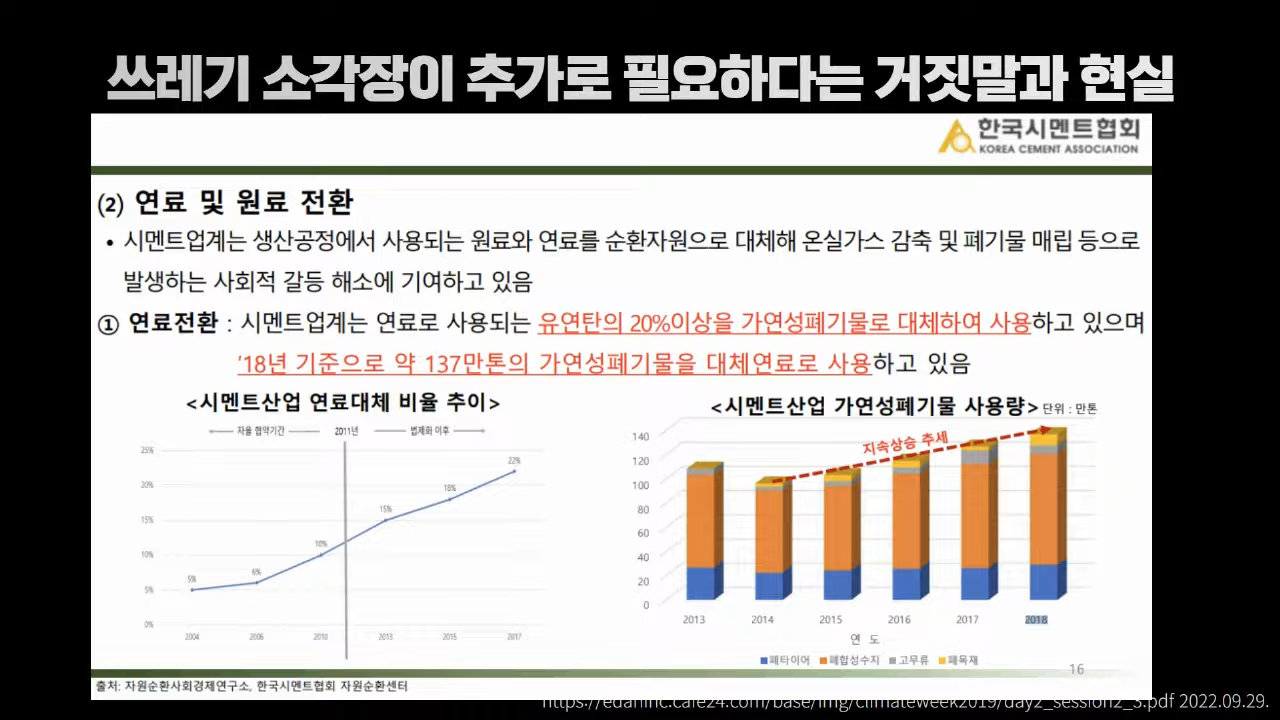 쓰레기 소각장이 추가로 필요하다는 거짓말과 현실
한국시멘트협회
KOREA CEMENT ASSOCIATION
(2) 연료 및 원료 전환
• 시멘트업계는 생산공정에서 사용되는 원료와 연료를 순환자원으로 대체해 온실가스 감축 및 폐기물 매립 등으로
발생하는 사회적 갈등 해소에 기여하고 있음
① 연료전환 : 시멘트업계는 연료로 사용되는 유연탄의 20%이상을 가연성폐기물로 대체하여 사용하고 있으며
'18년 기준으로 약 137만톤의 가연성폐기물을 대체연료로 사용하고 있음
<시멘트산업 연료대체 비율 추이>
자율 협약기간 2011년 법제화 이후
25%
20%
15%
10%
5%
0%
5%
6%
10%
15%
18%
22%
2004 2006 2010 2013 2015 2017
<시멘트산업 가연성폐기물 사용량> 단위 : 만톤
지속상승 추세
140
120
100
80
60
40
20
0
2013 2014 2015 2016 2017 2018
연 도
폐타이어 폐합성수지 고무류 폐목재
16
출처: 자원순환사회경제연구소, 한국시멘트협회 자원순환센터
https://edaninc.cafe24.com/base/img/climateweek2019/day2_session2_3.pdf 2022.09.29.